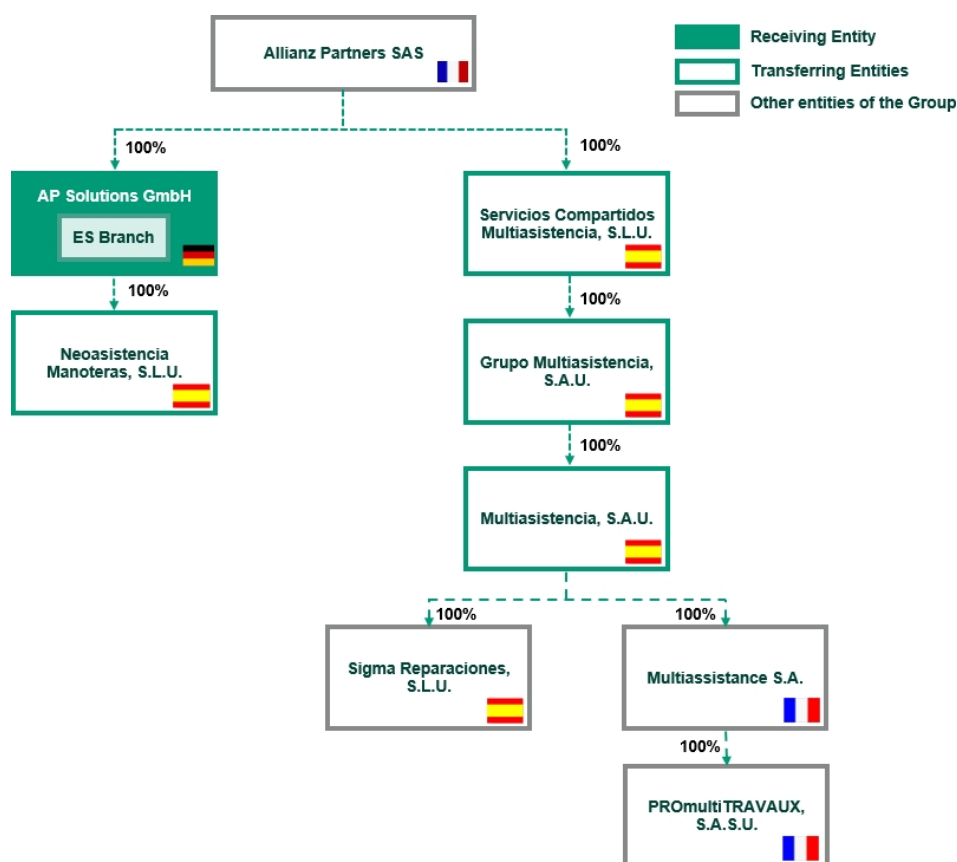 Allianz Partners SAS
Receiving Entity
Transferring Entities
Other entities of the Group
100%
100%
AP Solutions GmbH
ES Branch
Servicios Compartidos
Multiasistencia, S.L.U.
100%
100%
Neoasistencia
Manoteras, S.L.U.
Grupo Multiasistencia,
S.A.U.
100%
Multiasistencia, S.A.U.
100%
100%
Sigma Reparaciones,
S.L.U.
Multiassistance S.A.
100%
PROmultiTRAVAUX,
S.A.S.U.